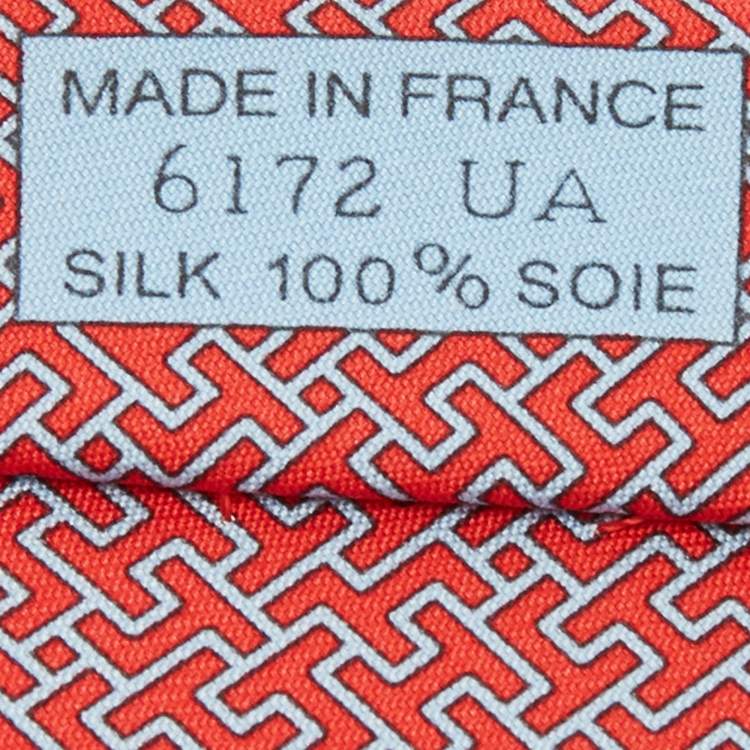 MADE IN FRANCE
6172 UA
SILK 100% SOIE